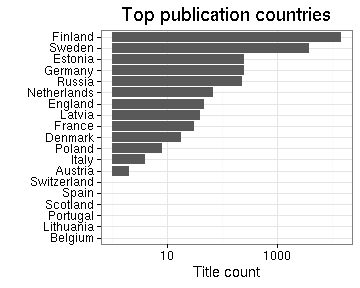 Top publication countries
Finland
Sweden
Estonia
Germany
Russia
Netherlands
England
Latvia
France
Denmark
Poland
Italy
Austria
Switzerland
Spain
Scotland
Portugal
Lithuania
Belgium
10 1000
Title count